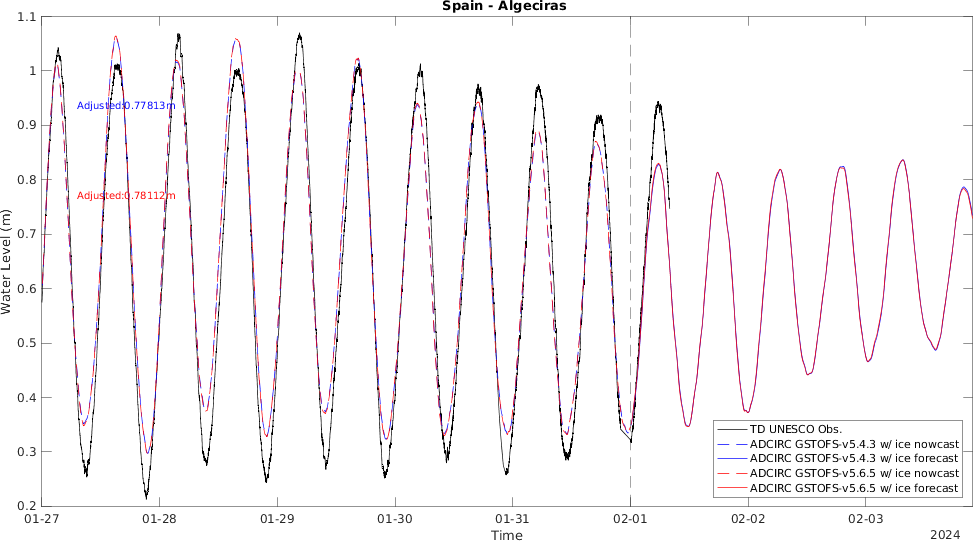 Spain - Algeciras
1.1
1
0.9
0.8
0.7
0.6
0.5
0.4
0.3
0.2
Water Level (m)
Adjusted:0.77813m
Adjusted:0.78112m
TD UNESCO Obs.
ADCIRC GSTOFS-v5.4.3 w/ ice nowcast
ADCIRC GSTOFS-v5.4.3 w/ ice forecast
ADCIRC GSTOFS-v5.6.5 w/ ice nowcast
ADCIRC GSTOFS-v5.6.5 w/ ice forecast
01-27 01-28 01-29 01-30 01-31 02-01 02-02 02-03
Time
2024